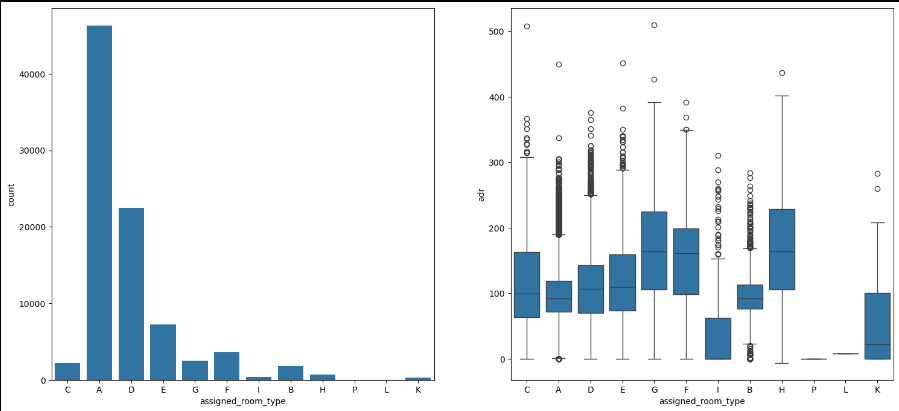 count
40000
30000
20000
10000
0
C A D E G F I B H P L K
assigned_room_type
adr
500
400
300
200
100
0
C A D E G F I B H P L K
assigned_room_type